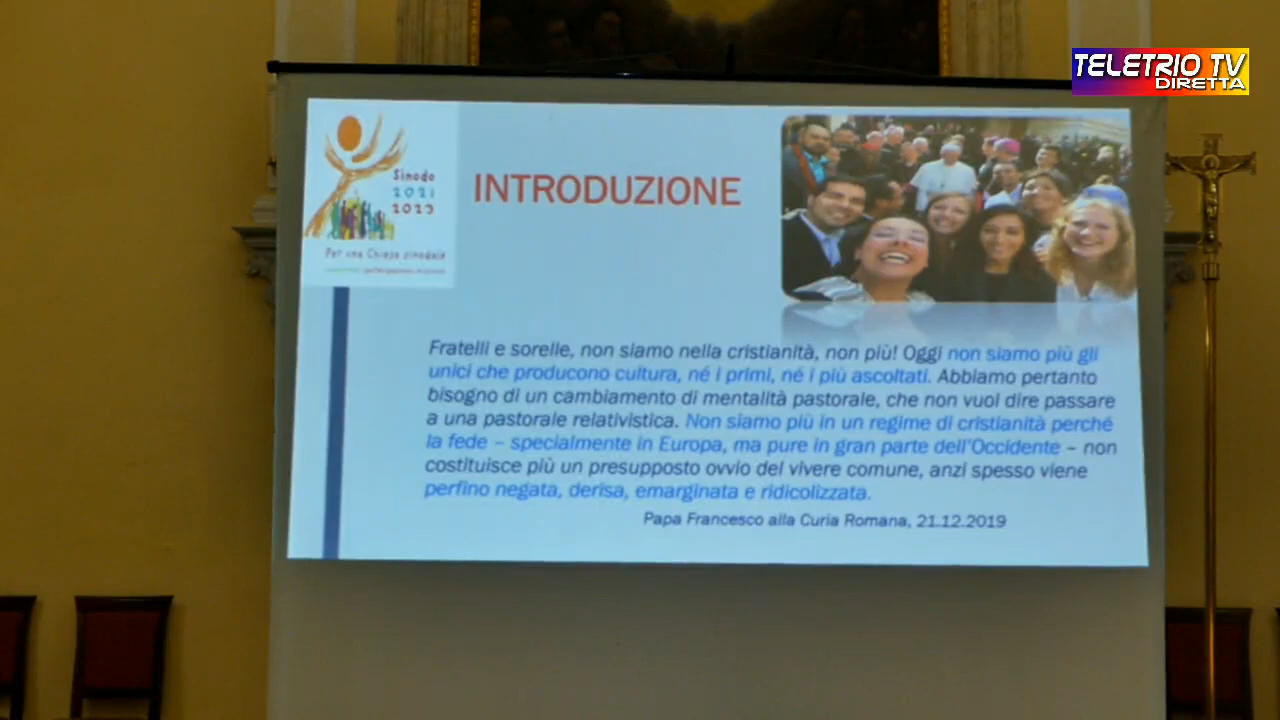 TELETRIO TV
DIRETTA
Sinodo
2021
2023
Per una Chiesa sinodale
INTRODUZIONE
Fratelli e sorelle, non siamo nella cristianità, non più! Oggi non siamo più gli
unici che producono cultura, né i primi, né i più ascoltati. Abbiamo pertanto
bisogno di un cambiamento di mentalità pastorale, che non vuol dire passare
a una pastorale relativistica. Non siamo più in un regime di cristianità perché
la fede – specialmente in Europa, ma pure in gran parte dell'Occidente – non
costituisce più un presupposto ovvio del vivere comune, anzi spesso viene
perfino negata, derisa, emarginata e ridicolizzata.
Papa Francesco alla Curia Romana, 21.12.2019